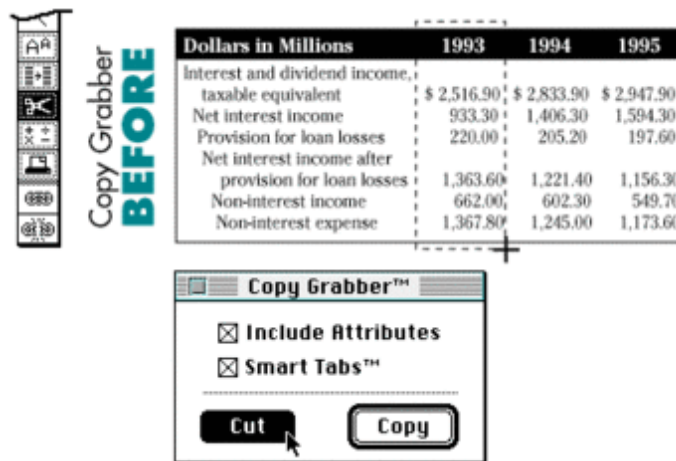 AA
Copy Grabber
BEFORE
Dollars in Millions 1993 1994 1995
Interest and dividend income,
taxable equivalent $ 2,516.90 $ 2,833.90 $ 2,947.90
Net interest income 933.30 1,406.30 1,594.30
Provision for loan losses 220.00 205.20 197.60
Net interest income after
provision for loan losses 1,363.60 1,221.40 1,156.30
Non-interest income 662.00 602.30 549.70
Non-interest expense 1,367.80 1,245.00 1,173.60
Copy Grabber™
Include Attributes
Smart Tabs™
Cut Copy